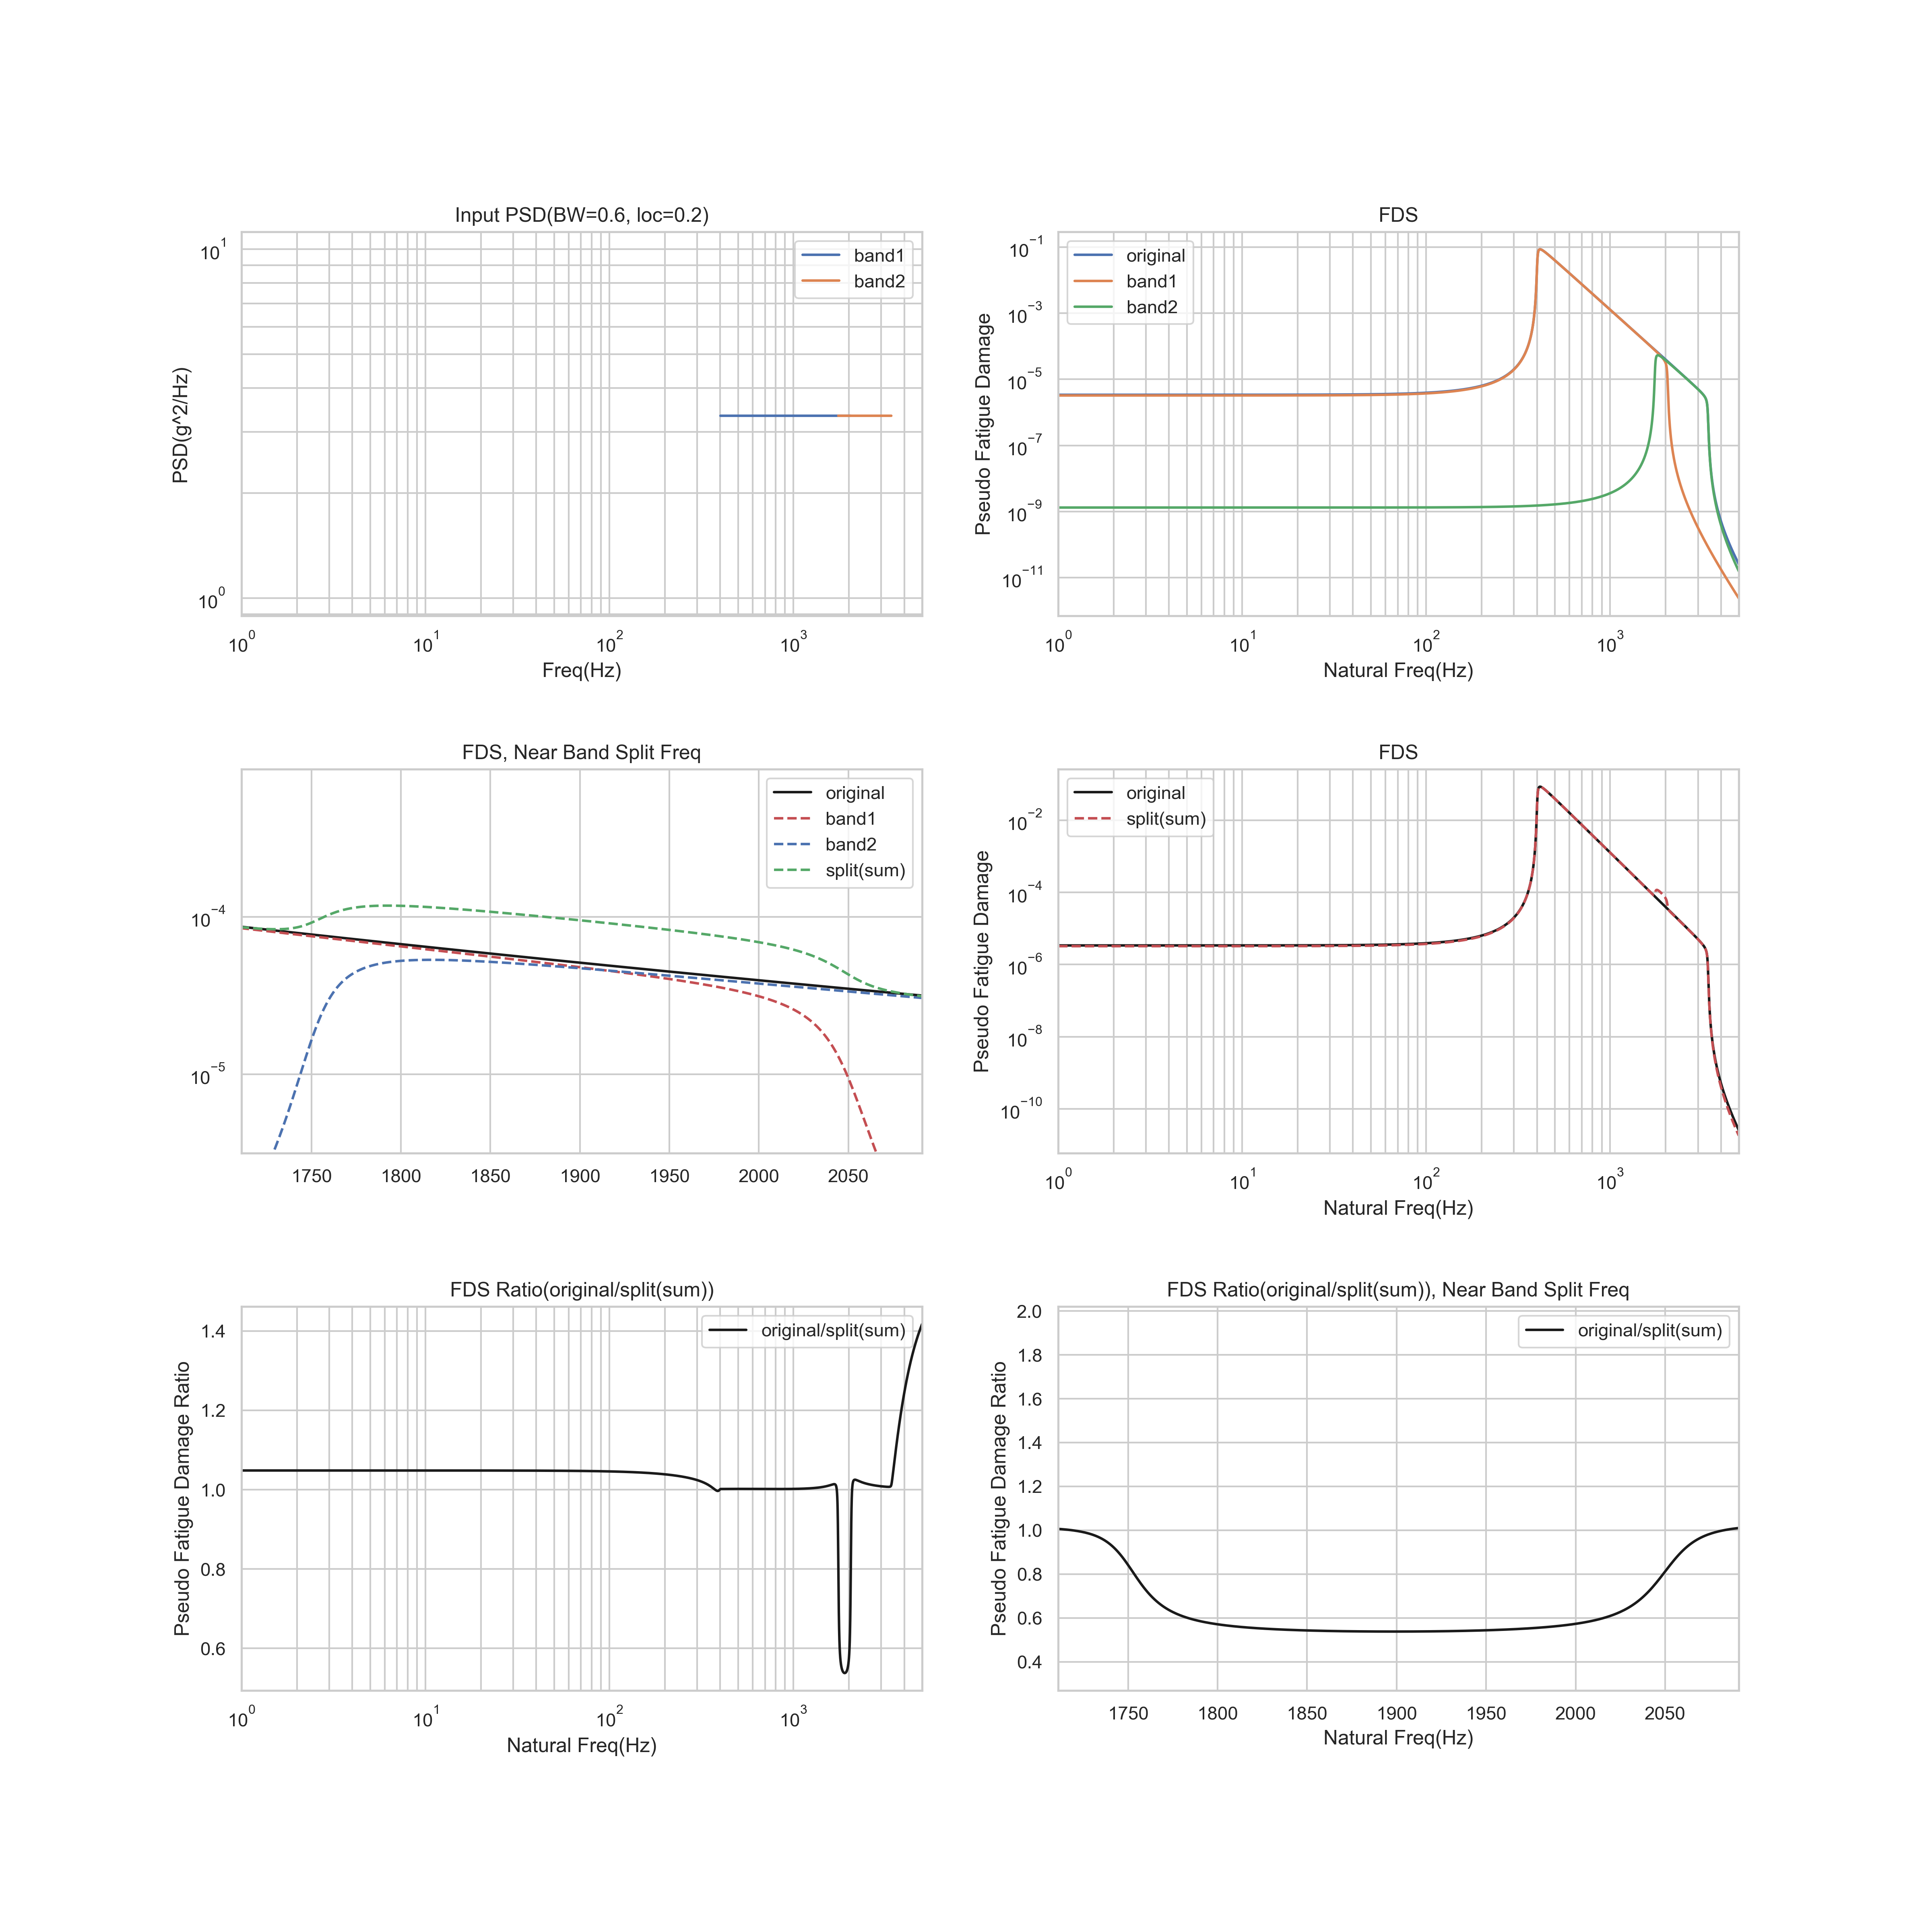 Input PSD(BW=0.6, loc=0.2)
10^1
10^0
PSD(g^2/Hz)
band1
band2
10^0 10^1 10^2 10^3
Freq(Hz)
FDS
10^−1
10^−3
10^−5
10^−7
10^−9
10^−11
Pseudo Fatigue Damage
original
band1
band2
10^0 10^1 10^2 10^3
Natural Freq(Hz)
FDS, Near Band Split Freq
10^−4
10^−5
original
band1
band2
split(sum)
1750 1800 1850 1900 1950 2000 2050
FDS
10^−2
10^−4
10^−6
10^−8
10^−10
Pseudo Fatigue Damage
original
split(sum)
10^0 10^1 10^2 10^3
Natural Freq(Hz)
FDS Ratio(original/split(sum))
1.4
1.2
1.0
0.8
0.6
Pseudo Fatigue Damage Ratio
original/split(sum)
10^0 10^1 10^2 10^3
Natural Freq(Hz)
FDS Ratio(original/split(sum)), Near Band Split Freq
2.0
1.8
1.6
1.4
1.2
1.0
0.8
0.6
0.4
Pseudo Fatigue Damage Ratio
original/split(sum)
1750 1800 1850 1900 1950 2000 2050
Natural Freq(Hz)